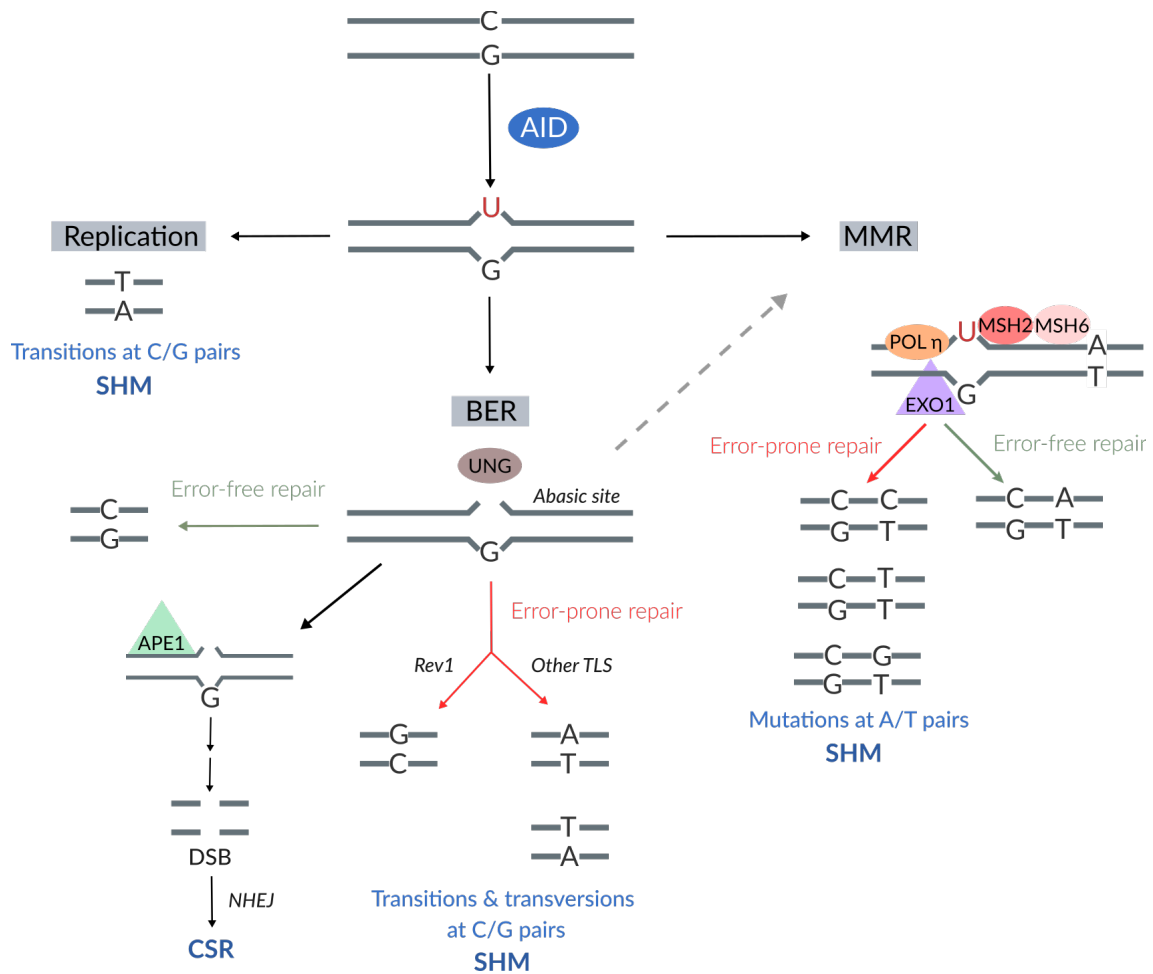 C
G
AID
U
G
Replication
MMR
T
A
Transitions at C/G pairs
SHM
POL η
U
MSH2
MSH6
A
T
G
EXO1
BER
UNG
Error-prone repair
Error-free repair
Error-free repair
Abasic site
C
G
G
C C
G T
C A
G T
C T
G T
C G
G T
Mutations at A/T pairs
SHM
APE1
G
Error-prone repair
Rev1
Other TLS
G
C
A
T
T
A
DSB
NHEJ
CSR
Transitions & transversions
at C/G pairs
SHM